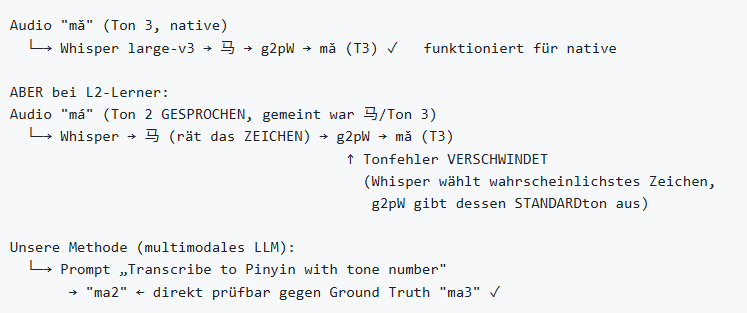 Audio "mǎ" (Ton 3, native)
└─→ Whisper large-v3 → 马 → g2pW → mǎ (T3) ✓ funktioniert für native
ABER bei L2-Lerner:
Audio "má" (Ton 2 GESPROCHEN, gemeint war 马/Ton 3)
└─→ Whisper → 马 (rät das ZEICHEN) → g2pW → mǎ (T3)
↑ Tonfehler VERSCHWINDET
(Whisper wählt wahrscheinlichstes Zeichen,
g2pW gibt dessen STANDARDton aus)
Unsere Methode (multimodales LLM):
└─→ Prompt „Transcribe to Pinyin with tone number"
→ "ma2" ← direkt prüfbar gegen Ground Truth "ma3" ✓